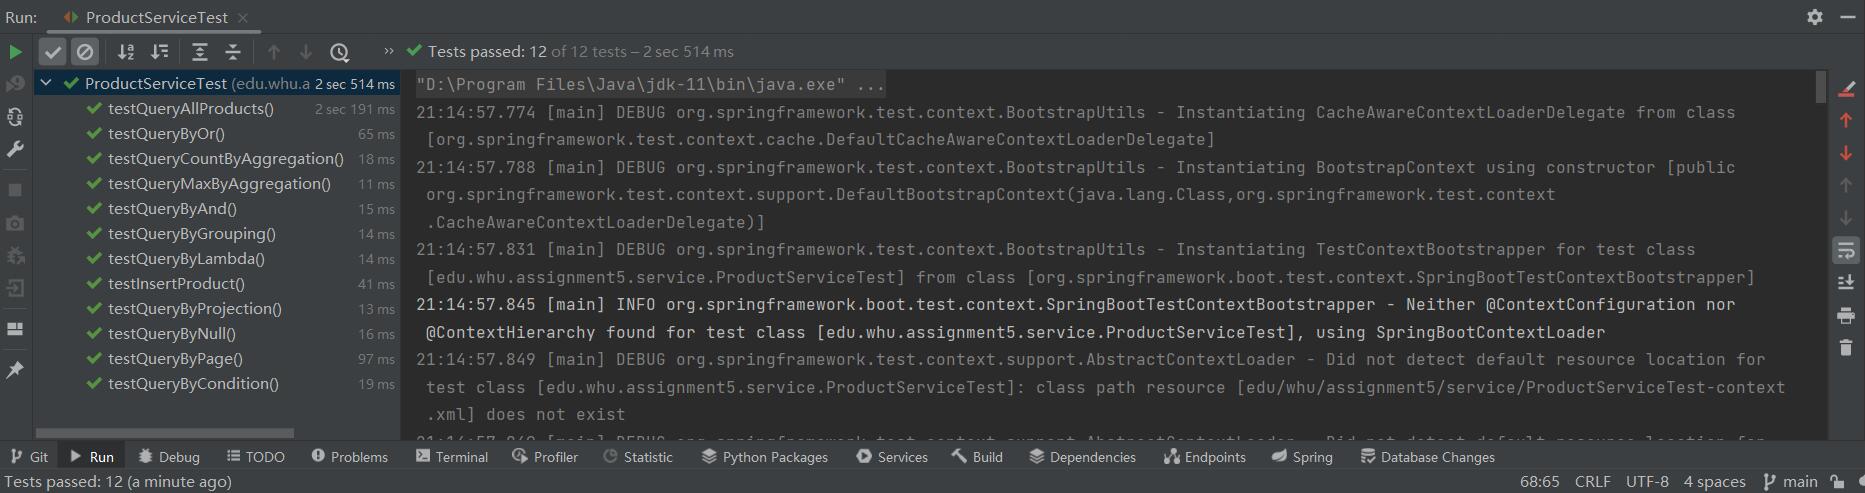 Run: ProductServiceTest
Tests passed: 12 of 12 tests – 2 sec 514 ms
ProductServiceTest (edu.whu.a 2 sec 514 ms
testQueryAllProducts() 2 sec 191 ms
testQueryByOr() 65 ms
testQueryCountByAggregation() 18 ms
testQueryMaxByAggregation() 11 ms
testQueryByAnd() 15 ms
testQueryByGrouping() 14 ms
testQueryByLambda() 14 ms
testInsertProduct() 41 ms
testQueryByProjection() 13 ms
testQueryByNull() 16 ms
testQueryByPage() 97 ms
testQueryByCondition() 19 ms
"D:\Program Files\Java\jdk-11\bin\java.exe" ...
21:14:57.774 [main] DEBUG org.springframework.test.context.BootstrapUtils - Instantiating CacheAwareContextLoaderDelegate from class
[org.springframework.test.context.cache.DefaultCacheAwareContextLoaderDelegate]
21:14:57.788 [main] DEBUG org.springframework.test.context.BootstrapUtils - Instantiating BootstrapContext using constructor [public
org.springframework.test.context.support.DefaultBootstrapContext(java.lang.Class,org.springframework.test.context
.CacheAwareContextLoaderDelegate)]
21:14:57.831 [main] DEBUG org.springframework.test.context.BootstrapUtils - Instantiating TestContextBootstrapper for test class
[edu.whu.assignment5.service.ProductServiceTest] from class [org.springframework.boot.test.context.SpringBootTestContextBootstrapper]
21:14:57.845 [main] INFO org.springframework.boot.test.context.SpringBootTestContextBootstrapper - Neither @ContextConfiguration nor
@ContextHierarchy found for test class [edu.whu.assignment5.service.ProductServiceTest], using SpringBootContextLoader
21:14:57.849 [main] DEBUG org.springframework.test.context.support.AbstractContextLoader - Did not detect default resource location for
test class [edu.whu.assignment5.service.ProductServiceTest]: class path resource [edu/whu/assignment5/service/ProductServiceTest-context
.xml] does not exist
Git Run Debug TODO Problems Terminal Profiler Statistic Python Packages Services Build Dependencies Endpoints Spring Database Changes
Tests passed: 12 (a minute ago) 68:65 CRLF UTF-8 4 spaces main